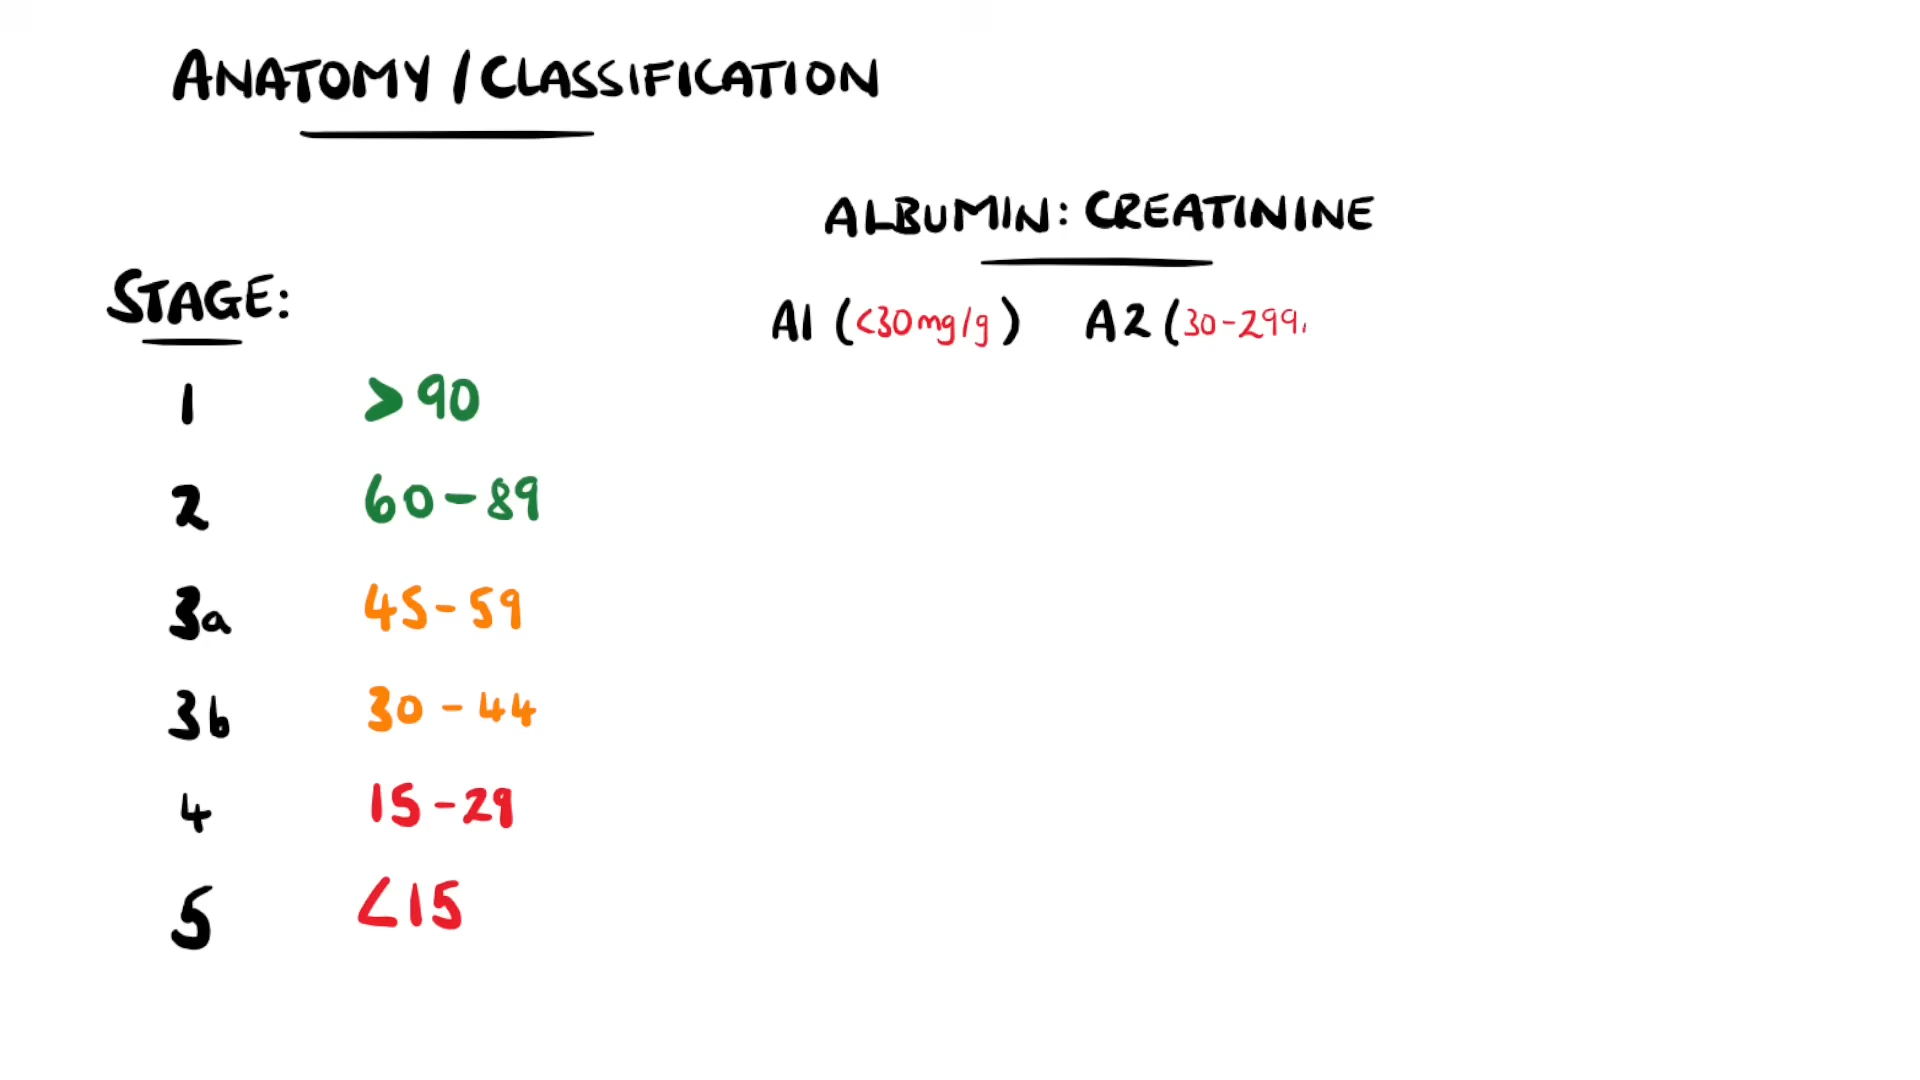 ANATOMY / CLASSIFICATION
ALBUMIN: CREATININE
STAGE:
A1 (<30mg/g) A2 (30-299
1 >90
2 60-89
3a 45-59
3b 30-44
4 15-29
5 <15